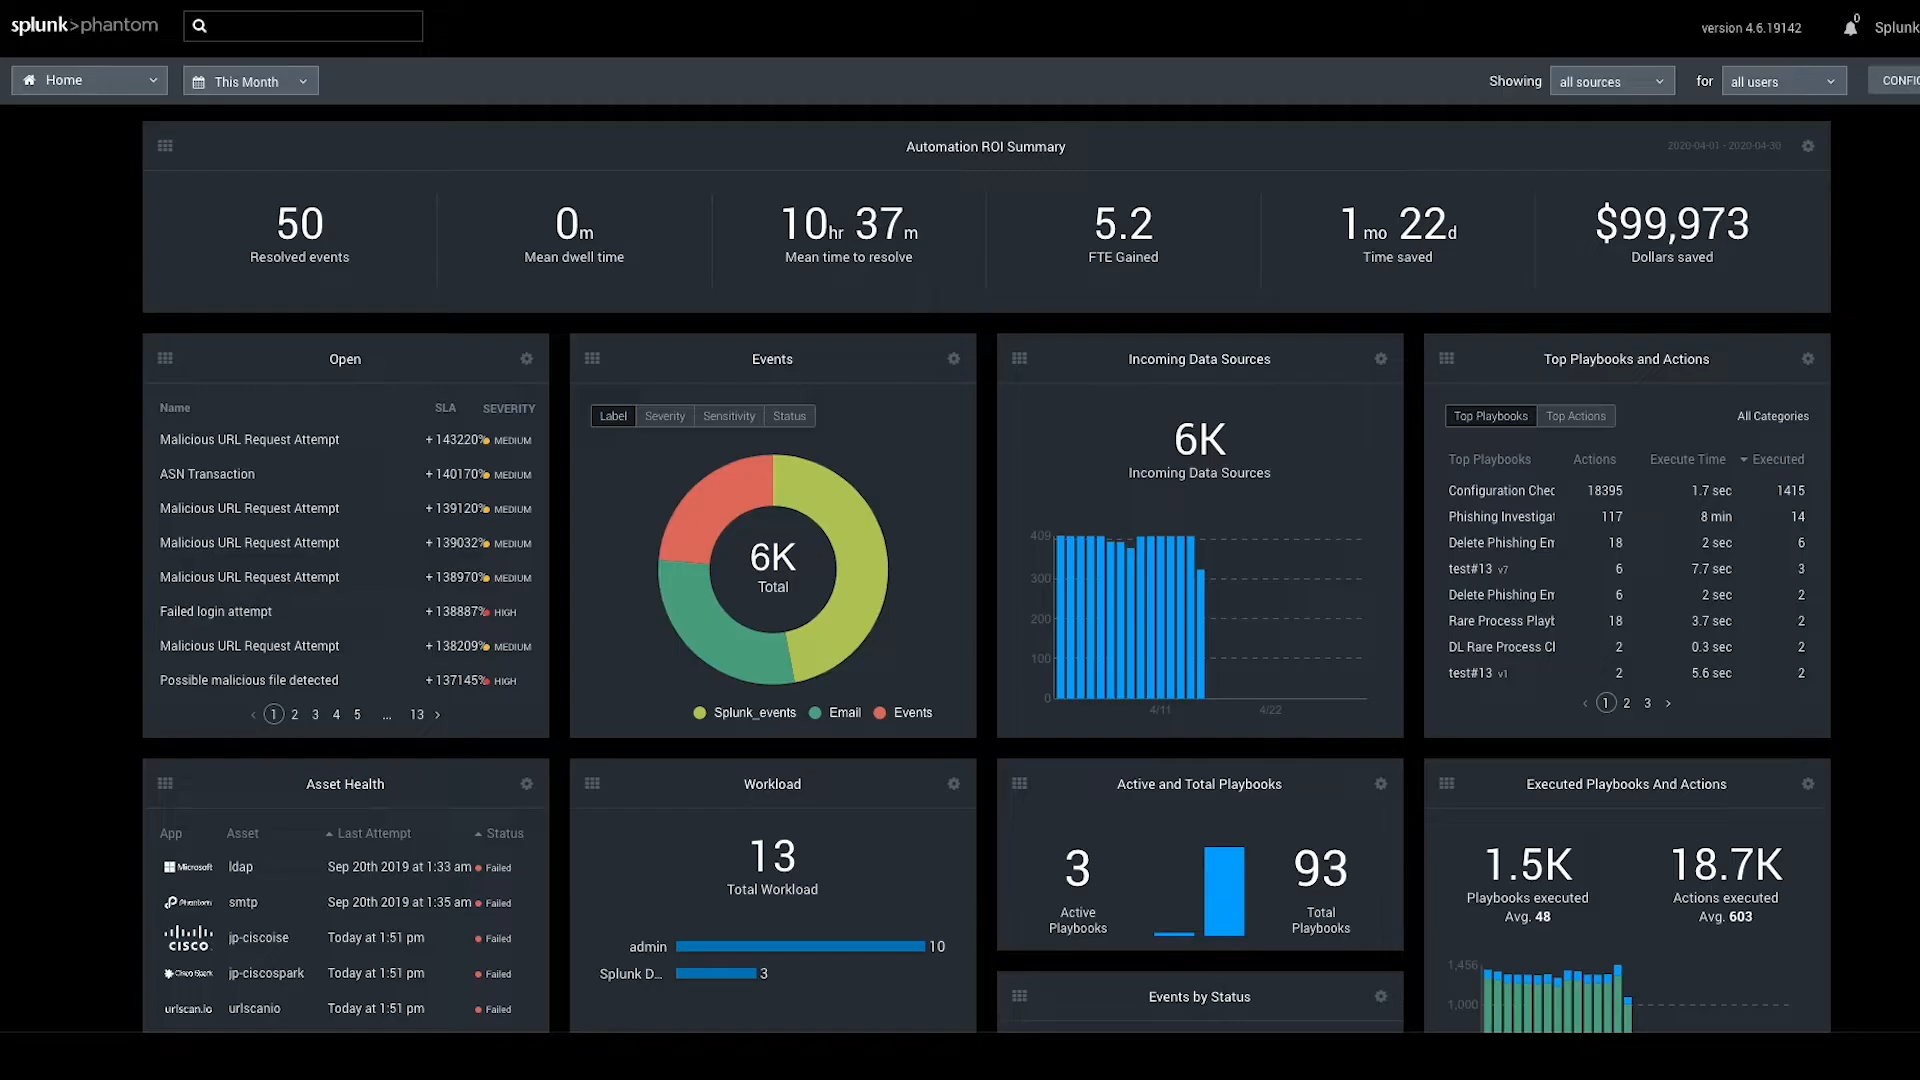 splunk>phantom
version 4.6.19142
0
Splunk
Home
This Month
Showing all sources for all users
CONFIG
Automation ROI Summary
2020-04-01 - 2020-04-30
50
Resolved events
0m
Mean dwell time
10hr 37m
Mean time to resolve
5.2
FTE Gained
1mo 22d
Time saved
$99,973
Dollars saved
Open
Name SLA SEVERITY
Malicious URL Request Attempt + 143220% MEDIUM
ASN Transaction + 140170% MEDIUM
Malicious URL Request Attempt + 139120% MEDIUM
Malicious URL Request Attempt + 139032% MEDIUM
Malicious URL Request Attempt + 138970% MEDIUM
Failed login attempt + 138887% HIGH
Malicious URL Request Attempt + 138209% MEDIUM
Possible malicious file detected + 137145% HIGH
‹ 1 2 3 4 5 ... 13 ›
Events
Label Severity Sensitivity Status
6K
Total
Splunk_events Email Events
Incoming Data Sources
6K
Incoming Data Sources
409
300
200
100
0
4/11 4/22
Top Playbooks and Actions
Top Playbooks Top Actions All Categories
Top Playbooks Actions Execute Time Executed
Configuration Chec 18395 1.7 sec 1415
Phishing Investigat 117 8 min 14
Delete Phishing Em 18 2 sec 6
test#13 v7 6 7.7 sec 3
Delete Phishing Em 6 2 sec 2
Rare Process Playb 18 3.7 sec 2
DL Rare Process Cl 2 0.3 sec 2
test#13 v1 2 5.6 sec 2
‹ 1 2 3 ›
Asset Health
App Asset Last Attempt Status
Microsoft ldap Sep 20th 2019 at 1:33 am Failed
Phantom smtp Sep 20th 2019 at 1:35 am Failed
CISCO jp-ciscoise Today at 1:51 pm Failed
Cisco Spark jp-ciscospark Today at 1:51 pm Failed
urlscan.io urlscanio Today at 1:51 pm Failed
Workload
13
Total Workload
admin 10
Splunk D... 3
Active and Total Playbooks
3
Active
Playbooks
93
Total
Playbooks
Events by Status
Executed Playbooks And Actions
1.5K
Playbooks executed
Avg. 48
18.7K
Actions executed
Avg. 603
1,456
1,000